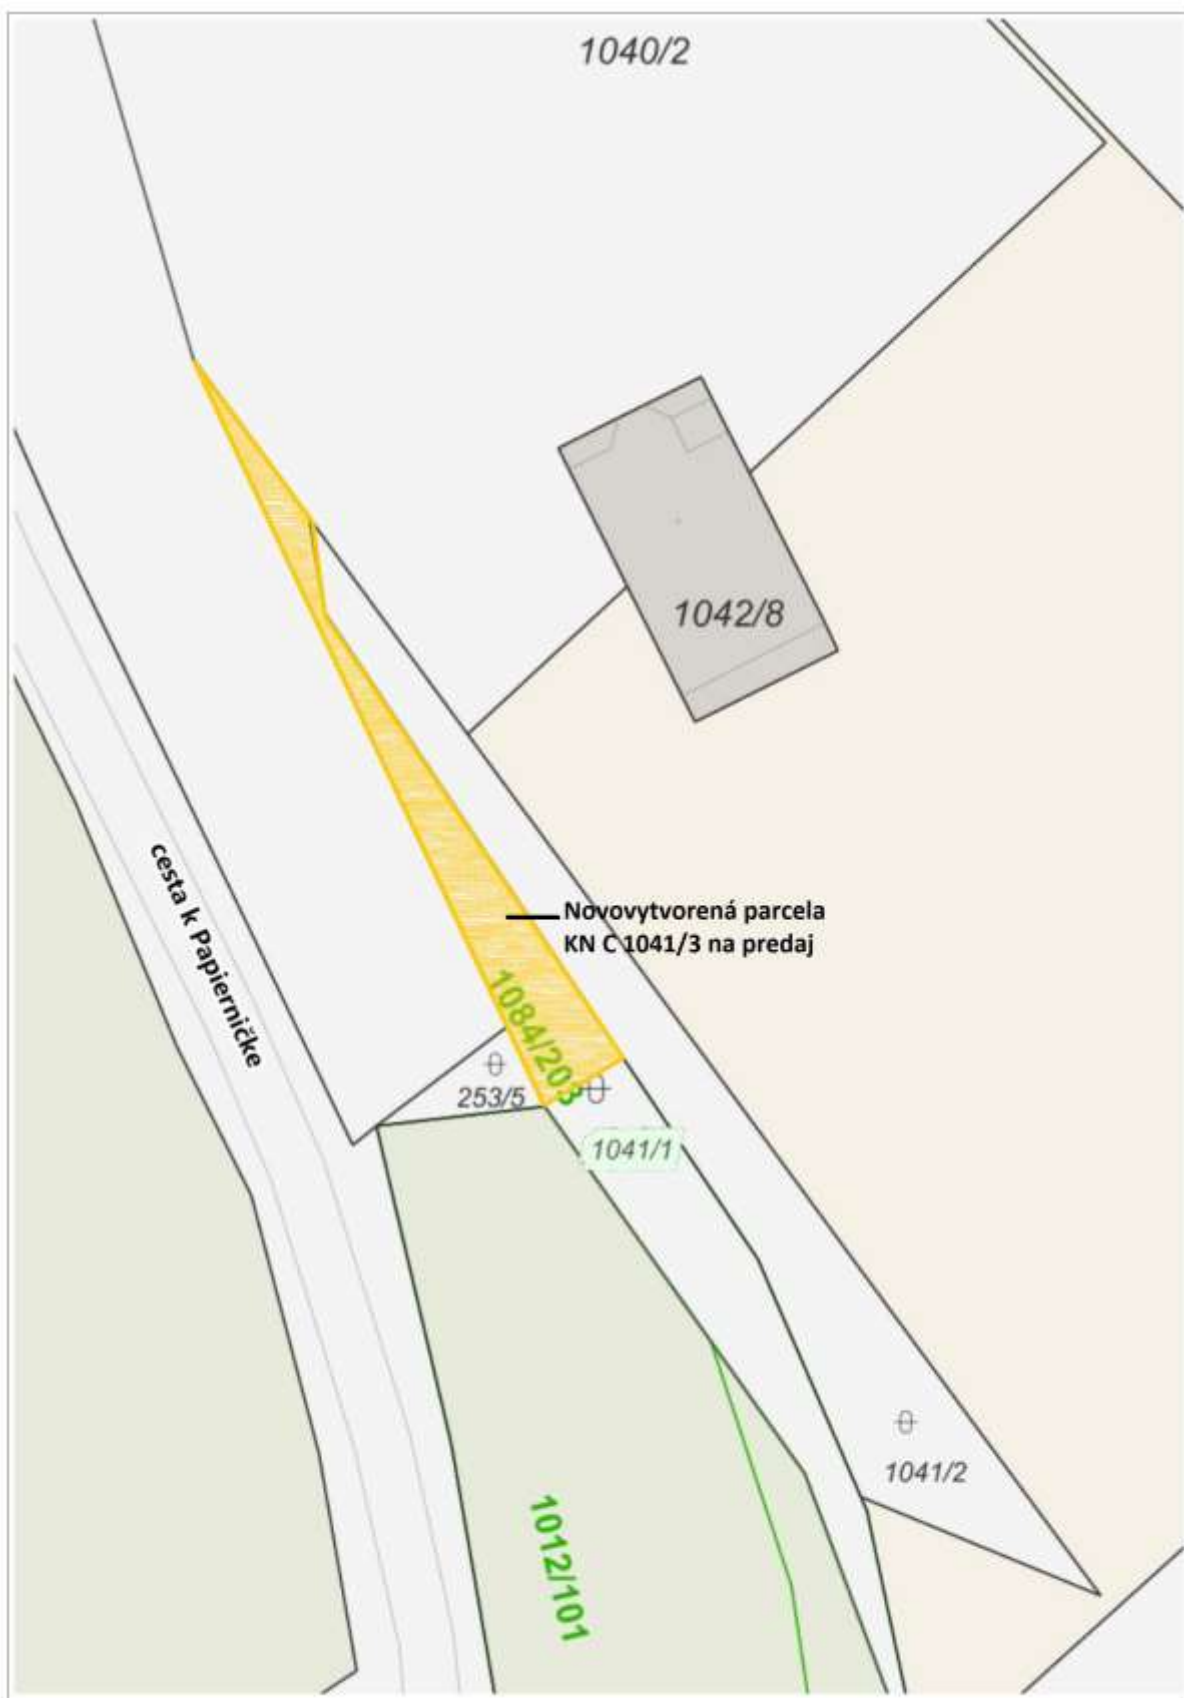 1040/2
1042/8
cesta k Papierničke
Novovytvorená parcela
KN C 1041/3 na predaj
1084/203
253/5
1041/1
1041/2
1012/101